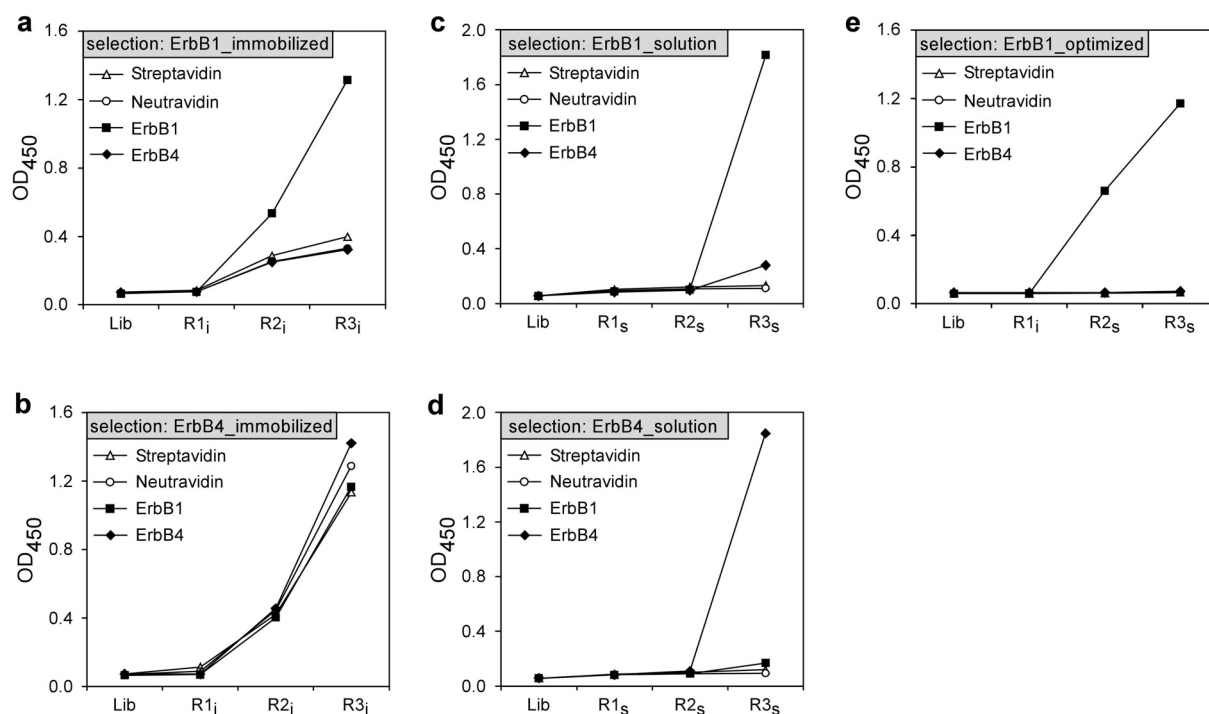 a
selection: ErbB1_immobilized
Streptavidin
Neutravidin
ErbB1
ErbB4
OD450
1.6
1.2
0.8
0.4
0.0
Lib R1i R2i R3i
c
selection: ErbB1_solution
Streptavidin
Neutravidin
ErbB1
ErbB4
OD450
2.0
1.6
1.2
0.8
0.4
0.0
Lib R1s R2s R3s
e
selection: ErbB1_optimized
Streptavidin
Neutravidin
ErbB1
ErbB4
OD450
1.6
1.2
0.8
0.4
0.0
Lib R1i R2s R3s
b
selection: ErbB4_immobilized
Streptavidin
Neutravidin
ErbB1
ErbB4
OD450
1.6
1.2
0.8
0.4
0.0
Lib R1i R2i R3i
d
selection: ErbB4_solution
Streptavidin
Neutravidin
ErbB1
ErbB4
OD450
2.0
1.6
1.2
0.8
0.4
0.0
Lib R1s R2s R3s